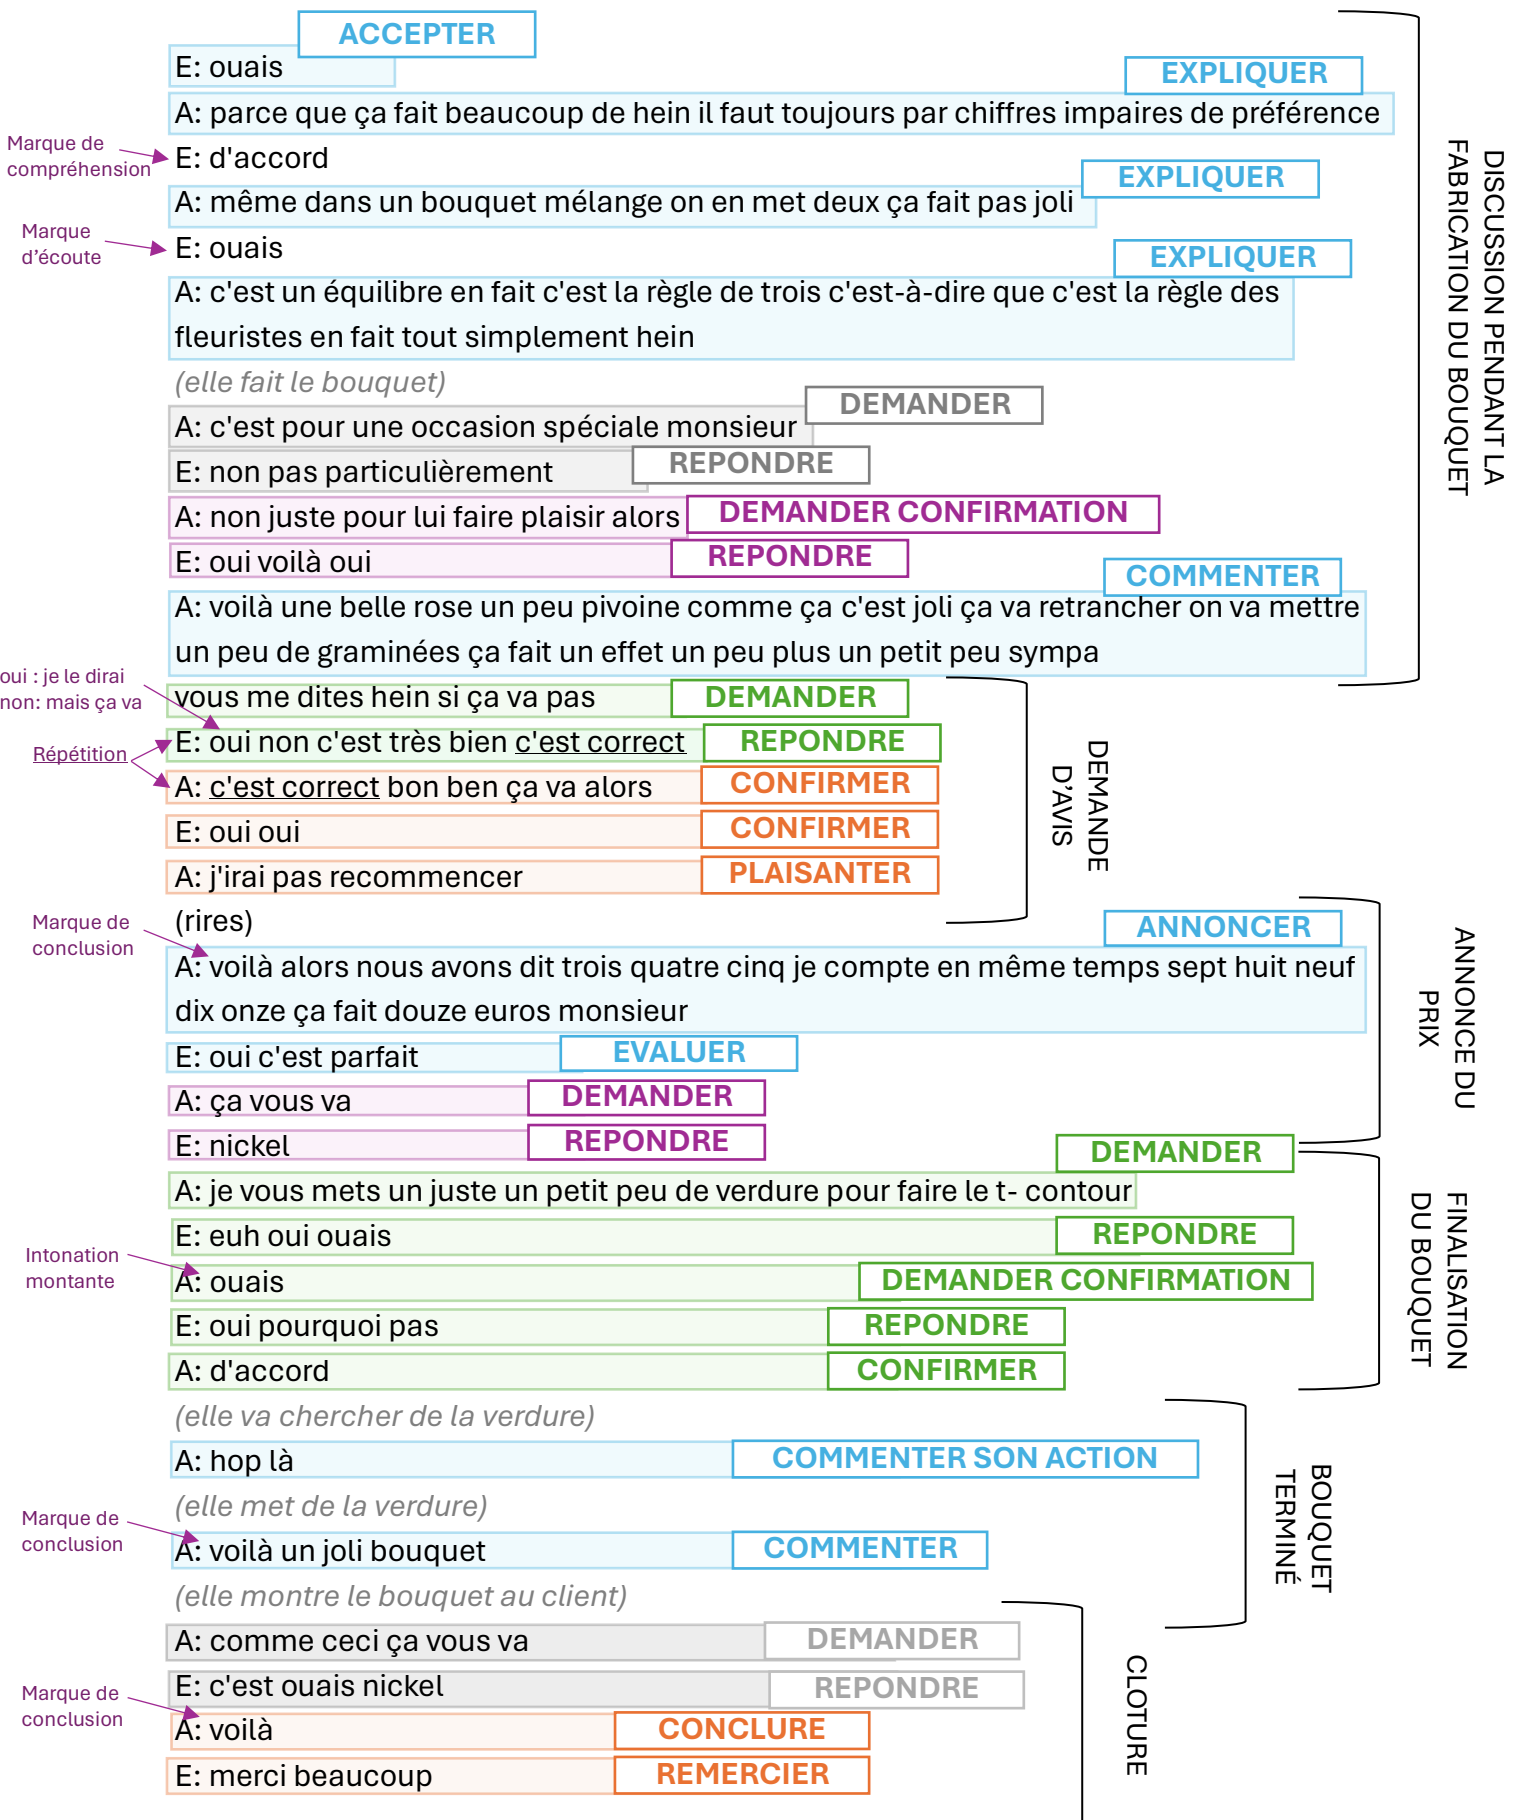 ACCEPTER
E: ouais
EXPLIQUER
A: parce que ça fait beaucoup de hein il faut toujours par chiffres impaires de préférence
Marque de
compréhension
E: d'accord
EXPLIQUER
A: même dans un bouquet mélange on en met deux ça fait pas joli
Marque
d'écoute
E: ouais
EXPLIQUER
A: c'est un équilibre en fait c'est la règle de trois c'est-à-dire que c'est la règle des
fleuristes en fait tout simplement hein
(elle fait le bouquet)
DEMANDER
A: c'est pour une occasion spéciale monsieur
E: non pas particulièrement
REPONDRE
A: non juste pour lui faire plaisir alors
DEMANDER CONFIRMATION
E: oui voilà oui
REPONDRE
COMMENTER
A: voilà une belle rose un peu pivoine comme ça c'est joli ça va retrancher on va mettre
un peu de graminées ça fait un effet un peu plus un petit peu sympa
DISCUSSION PENDANT LA
FABRICATION DU BOUQUET
oui : je le dirai
non: mais ça va
vous me dites hein si ça va pas
DEMANDER
E: oui non c'est très bien c'est correct
REPONDRE
Répétition
A: c'est correct bon ben ça va alors
CONFIRMER
E: oui oui
CONFIRMER
A: j'irai pas recommencer
PLAISANTER
DEMANDE
D'AVIS
(rires)
Marque de
conclusion
ANNONCER
A: voilà alors nous avons dit trois quatre cinq je compte en même temps sept huit neuf
dix onze ça fait douze euros monsieur
E: oui c'est parfait
EVALUER
A: ça vous va
DEMANDER
E: nickel
REPONDRE
ANNONCE DU
PRIX
DEMANDER
A: je vous mets un juste un petit peu de verdure pour faire le t- contour
E: euh oui ouais
REPONDRE
Intonation
montante
A: ouais
DEMANDER CONFIRMATION
E: oui pourquoi pas
REPONDRE
A: d'accord
CONFIRMER
FINALISATION
DU BOUQUET
(elle va chercher de la verdure)
A: hop là
COMMENTER SON ACTION
(elle met de la verdure)
Marque de
conclusion
A: voilà un joli bouquet
COMMENTER
(elle montre le bouquet au client)
BOUQUET
TERMINÉ
A: comme ceci ça vous va
DEMANDER
E: c'est ouais nickel
REPONDRE
Marque de
conclusion
A: voilà
CONCLURE
E: merci beaucoup
REMERCIER
CLOTURE